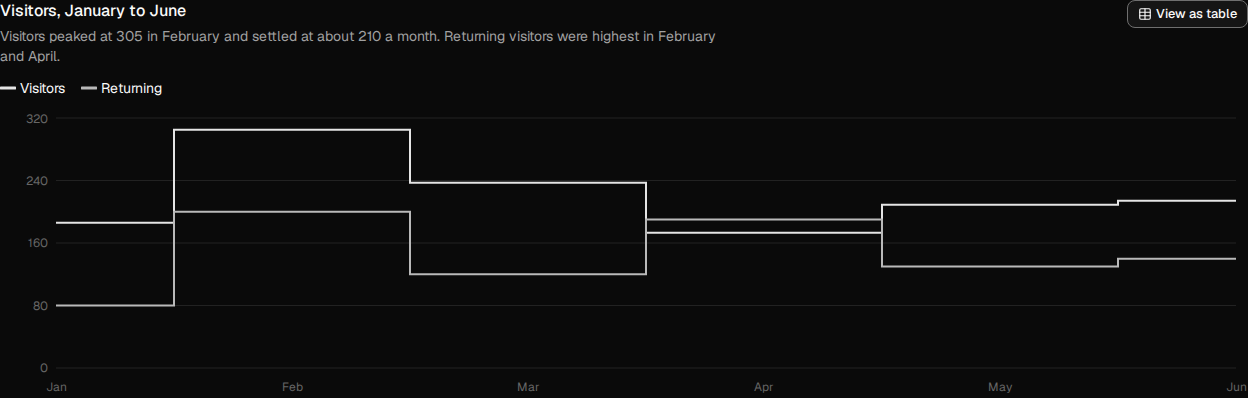 Visitors, January to June
View as table
Visitors peaked at 305 in February and settled at about 210 a month. Returning visitors were highest in February
and April.
Visitors
Returning
320
240
160
80
0
Jan
Feb
Mar
Apr
May
Jun